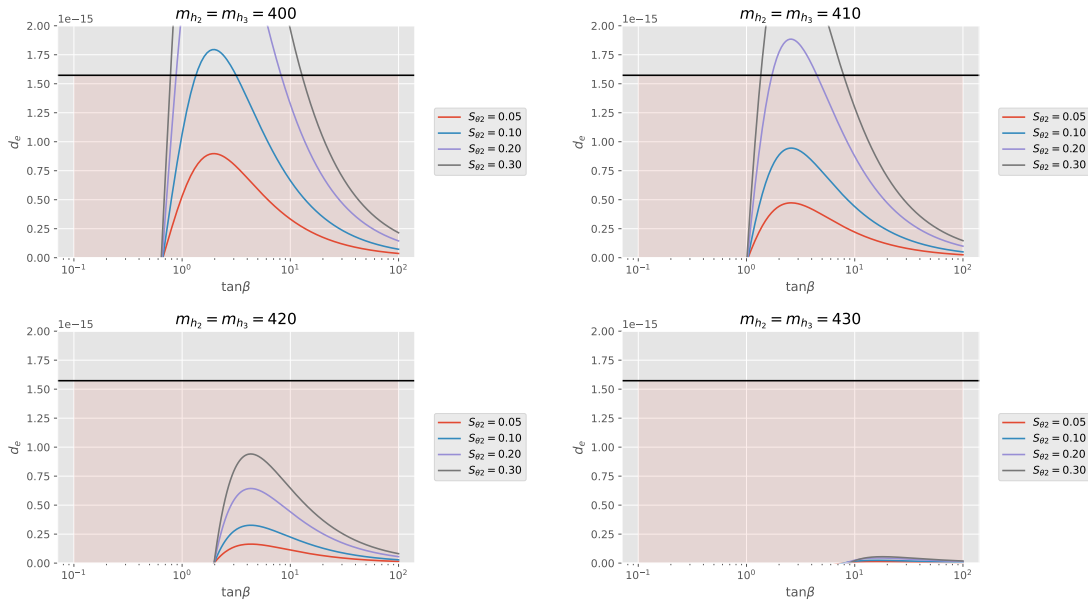 m_{h_2} = m_{h_3} = 400
1e−15
2.00
1.75
1.50
1.25
1.00
0.75
0.50
0.25
0.00
d_e
10^{−1} 10^0 10^1 10^2
tanβ
S_{θ2} = 0.05
S_{θ2} = 0.10
S_{θ2} = 0.20
S_{θ2} = 0.30
m_{h_2} = m_{h_3} = 410
1e−15
2.00
1.75
1.50
1.25
1.00
0.75
0.50
0.25
0.00
d_e
10^{−1} 10^0 10^1 10^2
tanβ
S_{θ2} = 0.05
S_{θ2} = 0.10
S_{θ2} = 0.20
S_{θ2} = 0.30
m_{h_2} = m_{h_3} = 420
1e−15
2.00
1.75
1.50
1.25
1.00
0.75
0.50
0.25
0.00
d_e
10^{−1} 10^0 10^1 10^2
tanβ
S_{θ2} = 0.05
S_{θ2} = 0.10
S_{θ2} = 0.20
S_{θ2} = 0.30
m_{h_2} = m_{h_3} = 430
1e−15
2.00
1.75
1.50
1.25
1.00
0.75
0.50
0.25
0.00
d_e
10^{−1} 10^0 10^1 10^2
tanβ
S_{θ2} = 0.05
S_{θ2} = 0.10
S_{θ2} = 0.20
S_{θ2} = 0.30